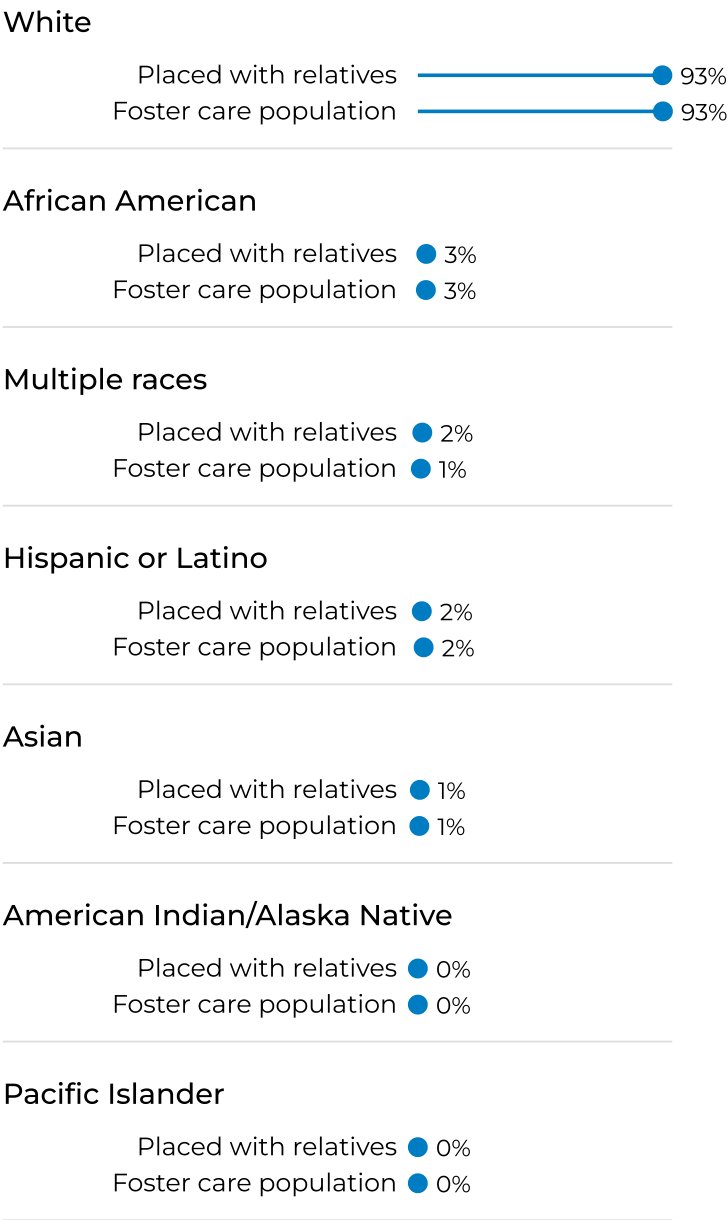 White
Placed with relatives 93%
Foster care population 93%
African American
Placed with relatives 3%
Foster care population 3%
Multiple races
Placed with relatives 2%
Foster care population 1%
Hispanic or Latino
Placed with relatives 2%
Foster care population 2%
Asian
Placed with relatives 1%
Foster care population 1%
American Indian/Alaska Native
Placed with relatives 0%
Foster care population 0%
Pacific Islander
Placed with relatives 0%
Foster care population 0%